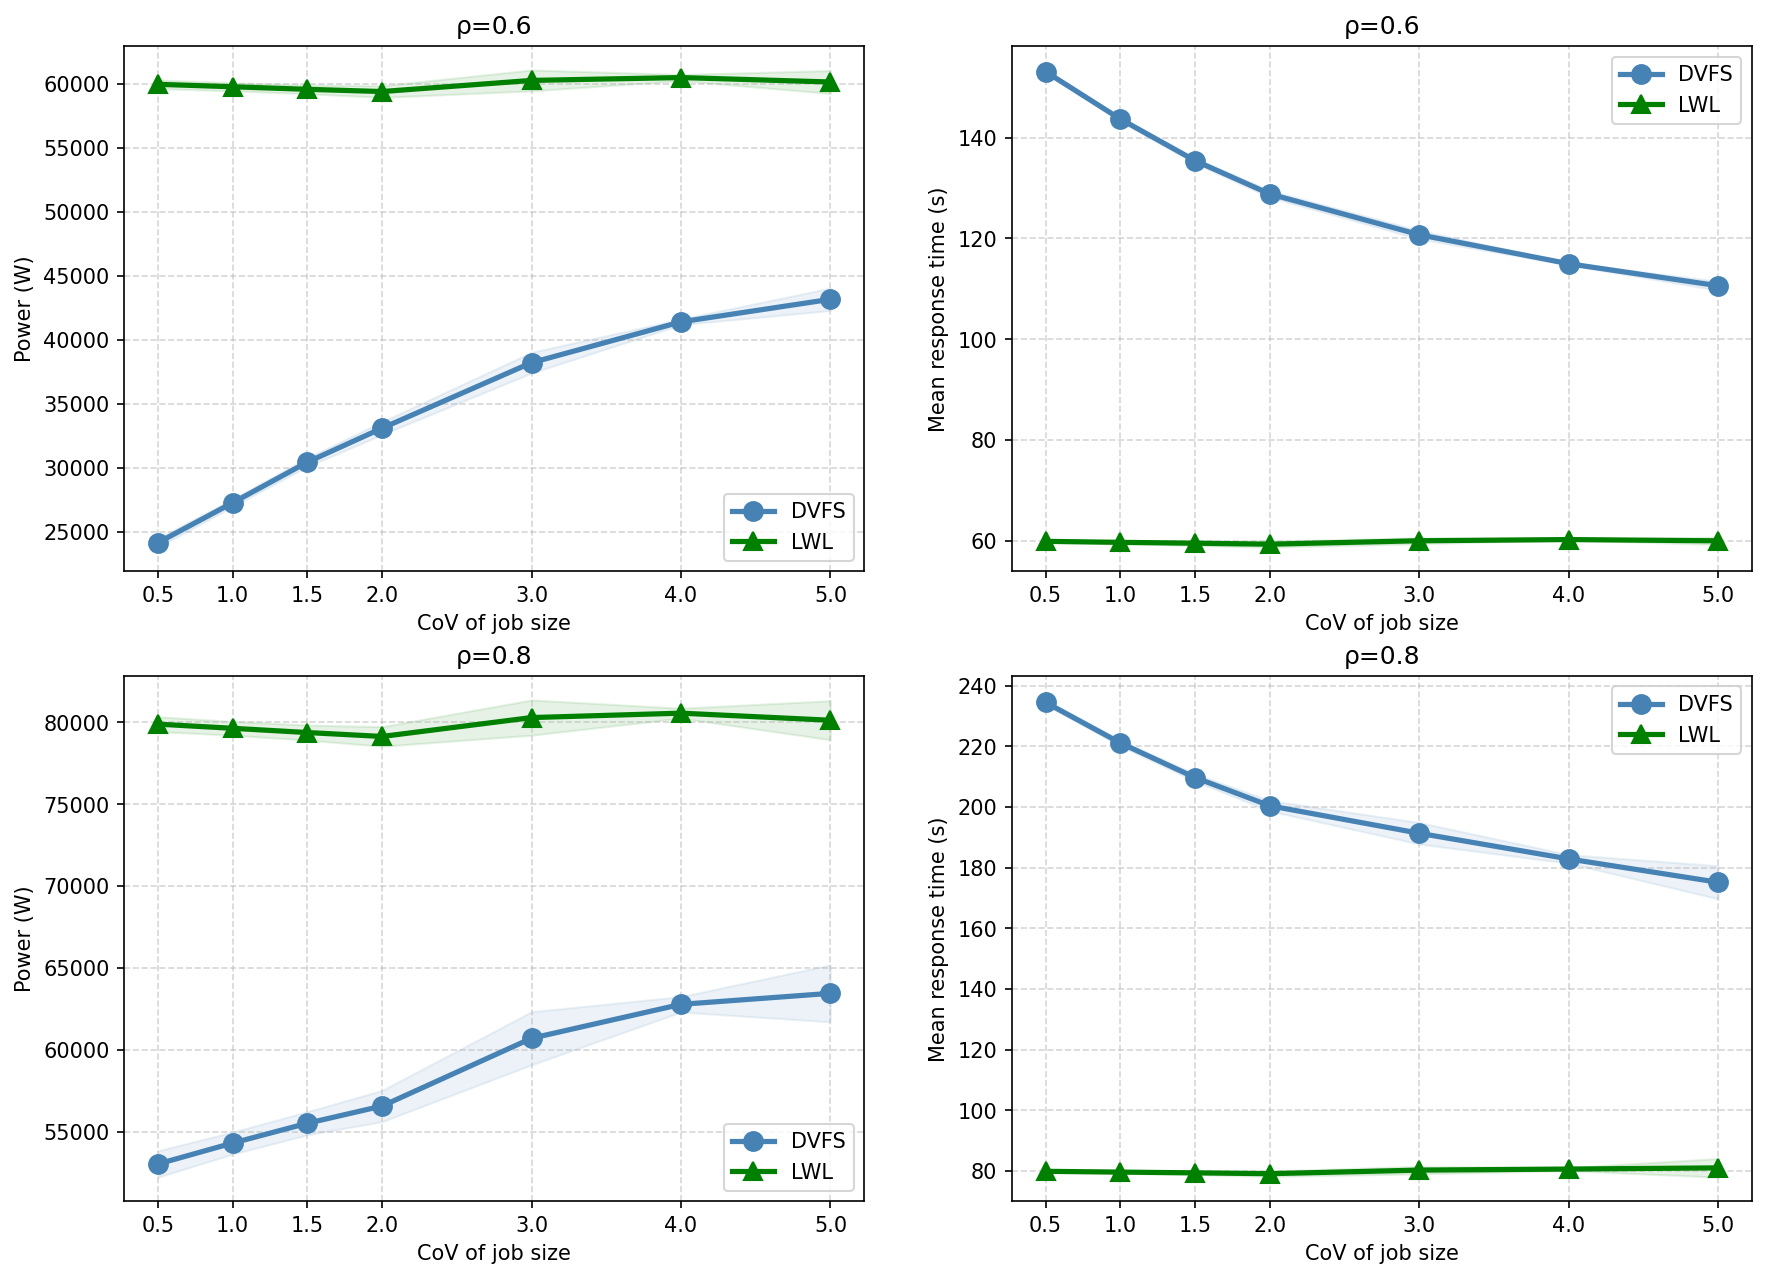 ρ=0.6
Power (W)
60000
55000
50000
45000
40000
35000
30000
25000
DVFS
LWL
0.5 1.0 1.5 2.0 3.0 4.0 5.0
CoV of job size
ρ=0.6
Mean response time (s)
140
120
100
80
60
DVFS
LWL
0.5 1.0 1.5 2.0 3.0 4.0 5.0
CoV of job size
ρ=0.8
Power (W)
80000
75000
70000
65000
60000
55000
DVFS
LWL
0.5 1.0 1.5 2.0 3.0 4.0 5.0
CoV of job size
ρ=0.8
Mean response time (s)
240
220
200
180
160
140
120
100
80
DVFS
LWL
0.5 1.0 1.5 2.0 3.0 4.0 5.0
CoV of job size